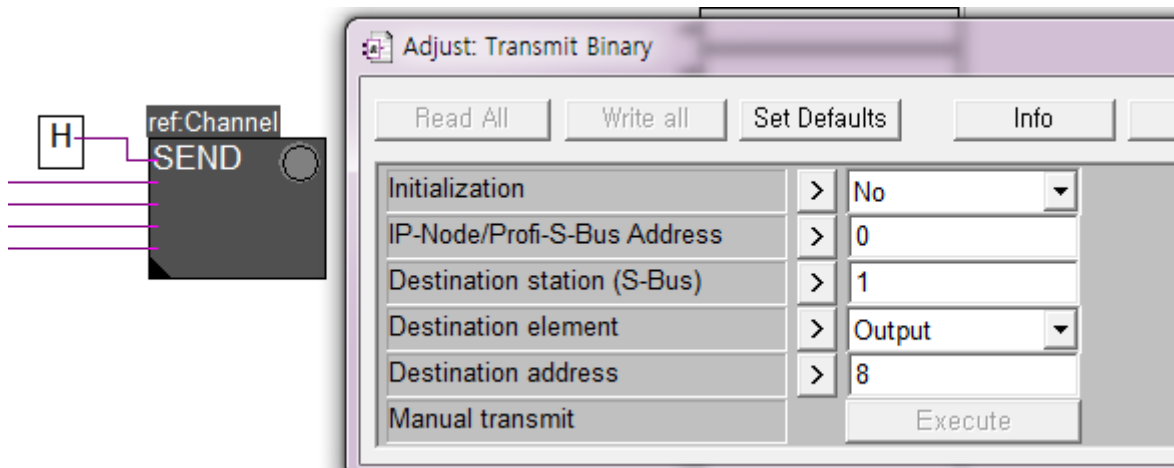 Adjust: Transmit Binary
Read All Write all Set Defaults Info
H
ref:Channel
SEND
Initialization > No
IP-Node/Profi-S-Bus Address > 0
Destination station (S-Bus) > 1
Destination element > Output
Destination address > 8
Manual transmit Execute